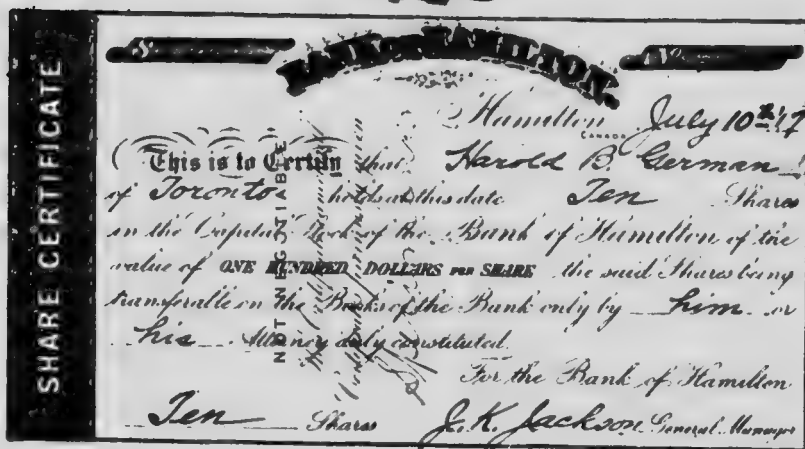 SHARE CERTIFICATE
BANK OF HAMILTON.
Hamilton CANADA July 10th '17
This is to Certify that Harold B. German
of Toronto holds at this date Ten Shares
in the Capital Stock of the Bank of Hamilton of the
value of ONE HUNDRED DOLLARS PER SHARE the said Shares being
transferable on the Books of the Bank only by him or
his Attorney duly constituted.
For the Bank of Hamilton
Ten Shares J. K. Jackson General Manager
NOT NEGOTIABLE